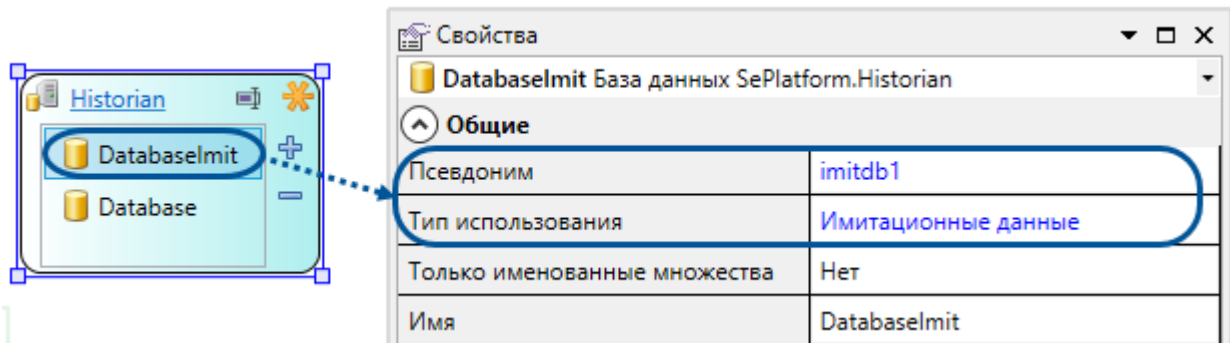 Historian
DatabaseImit
Database
Свойства
DatabaseImit База данных SePlatform.Historian
Общие
Псевдоним imitdb1
Тип использования Имитационные данные
Только именованные множества Нет
Имя DatabaseImit